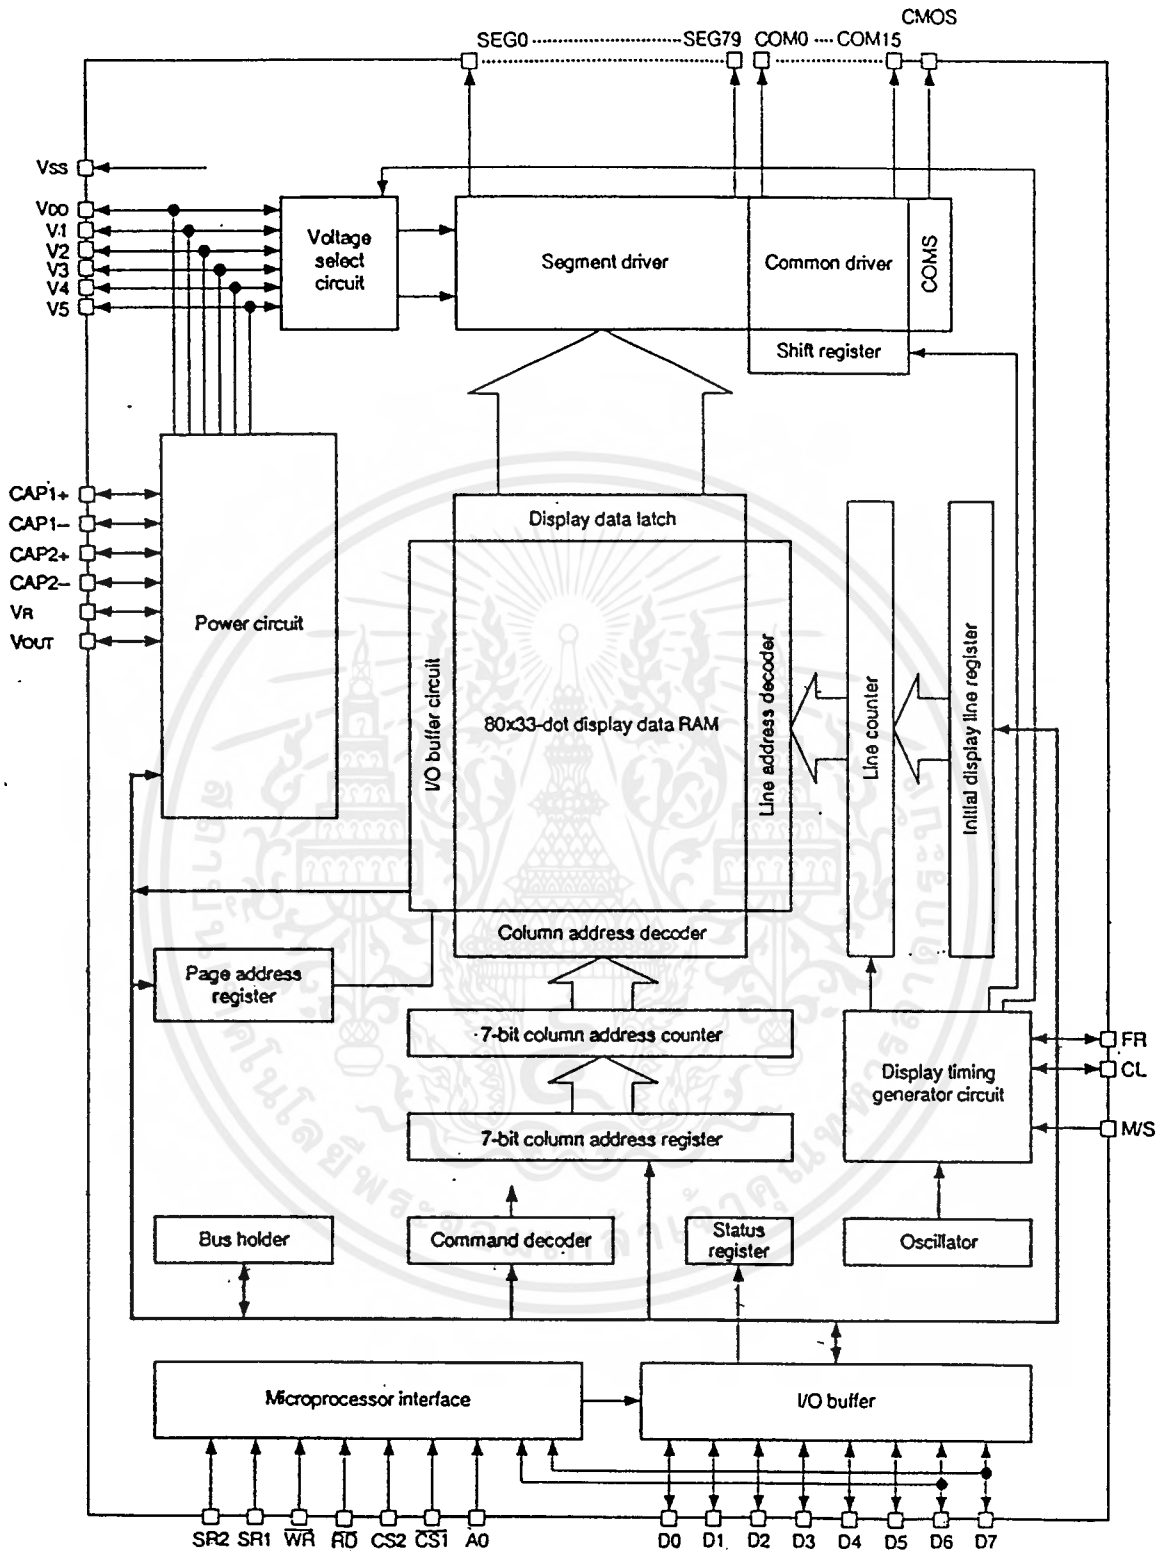 CMOS
SEG0 SEG79 COM0 COM15
VSS
VDD
V1
V2
V3
V4
V5
Voltage
select
circuit
Segment driver
Common driver
COMS
Shift register
CAP1+
CAP1−
CAP2+
CAP2−
VR
VOUT
Power circuit
Display data latch
I/O buffer circuit
80x33-dot display data RAM
Line address decoder
Line counter
Initial display line register
Column address decoder
Page address
register
7-bit column address counter
7-bit column address register
Display timing
generator circuit
FR
CL
M/S
Bus holder
Command decoder
Status
register
Oscillator
Microprocessor interface
I/O buffer
SR2 SR1 WR RD CS2 CS1 A0 D0 D1 D2 D3 D4 D5 D6 D7